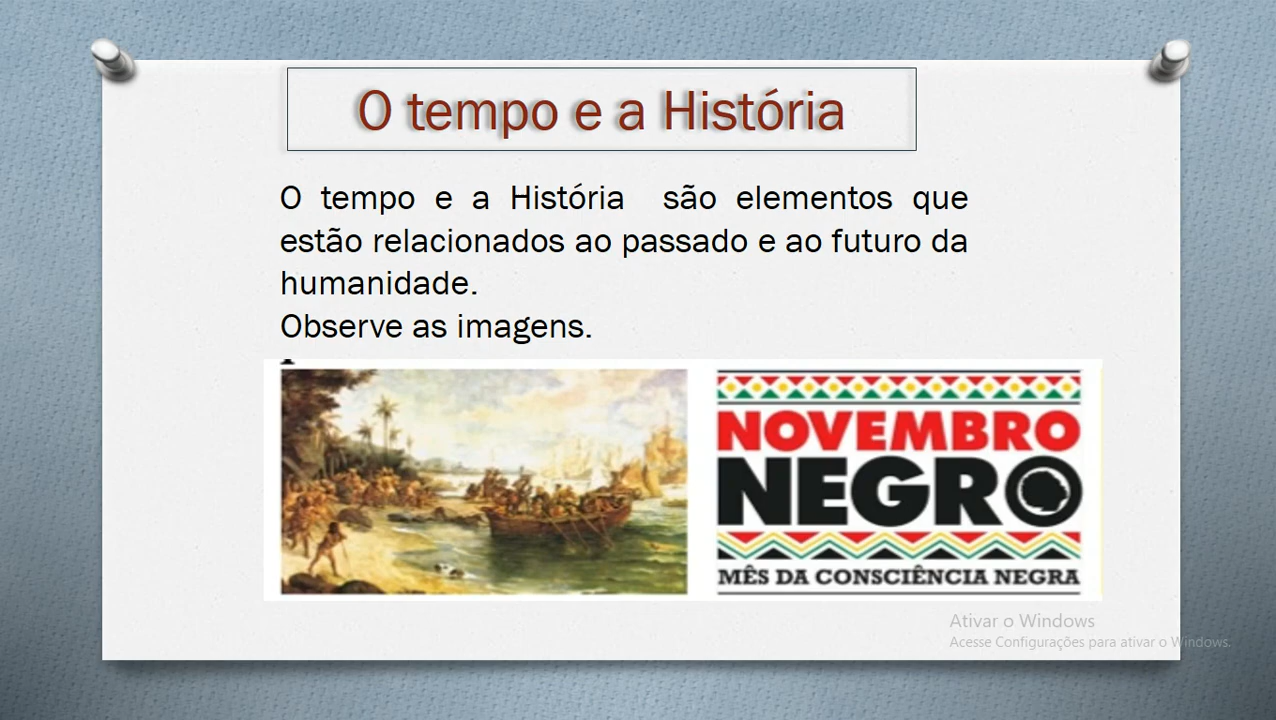 O tempo e a História
O tempo e a História são elementos que
estão relacionados ao passado e ao futuro da
humanidade.
Observe as imagens.
NOVEMBRO
NEGRO
MÊS DA CONSCIÊNCIA NEGRA
Ativar o Windows
Acesse Configurações para ativar o Windows.